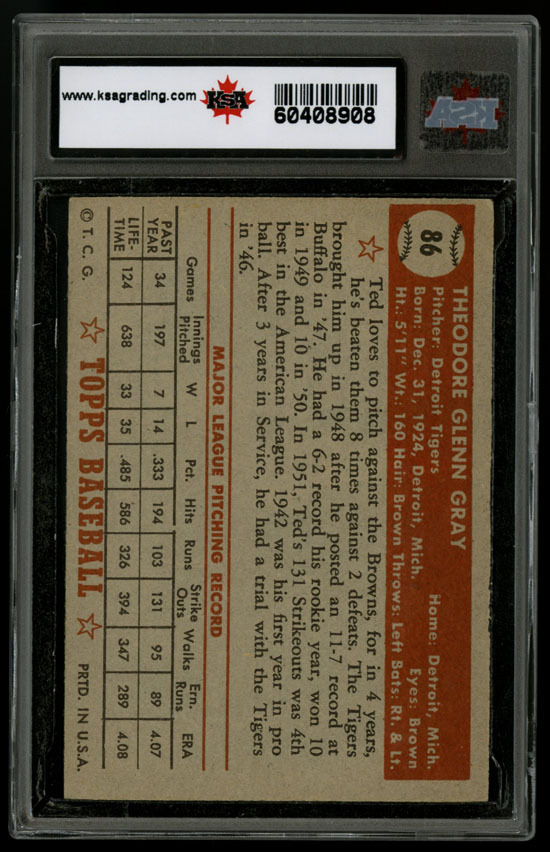 www.ksagrading.com
KSA
60408908
KSA
86
THEODORE GLENN GRAY
Pitcher: Detroit Tigers Home: Detroit, Mich.
Born: Dec. 31, 1924, Detroit, Mich. Eyes: Brown
Ht.: 5'11" Wt.: 160 Hair: Brown Throws: Left Bats: Rt. & Lt.
Ted loves to pitch against the Browns, for in 4 years,
he's beaten them 8 times against 2 defeats. The Tigers
brought him up in 1948 after he posted an 11-7 record at
Buffalo in '47. He had a 6-2 record his rookie year, won 10
in 1949 and 10 in '50. In 1951, Ted's 131 Strikeouts was 4th
best in the American League. 1942 was his first year in pro
ball. After 3 years in Service, he had a trial with the Tigers
in '46.
MAJOR LEAGUE PITCHING RECORD
Games Innings Pitched W L Pct. Hits Runs Strike Outs Walks Ern. Runs ERA
PAST YEAR 34 197 7 14 .333 194 103 131 95 89 4.07
LIFE-TIME 124 638 33 35 .485 586 326 394 347 289 4.08
© T. C. G. TOPPS BASEBALL PRTD. IN U.S.A.